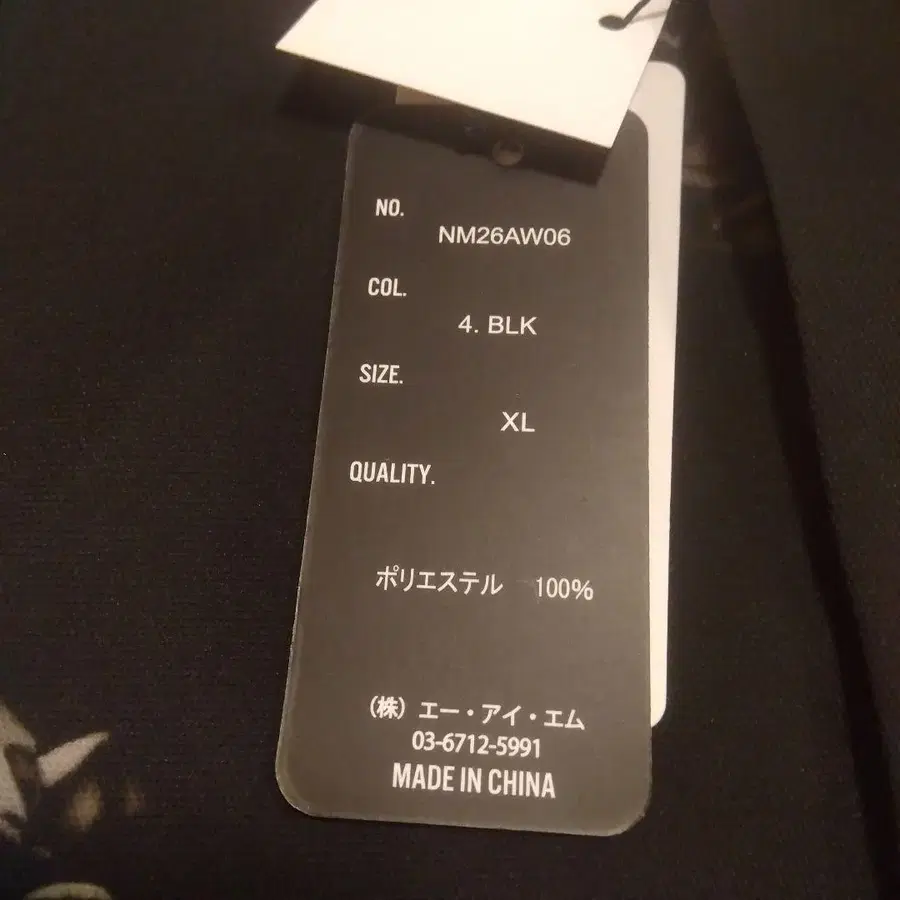 NO.
NM26AW06
COL.
4. BLK
SIZE.
XL
QUALITY.
ポリエステル 100%
（株）エー・アイ・エム
03-6712-5991
MADE IN CHINA